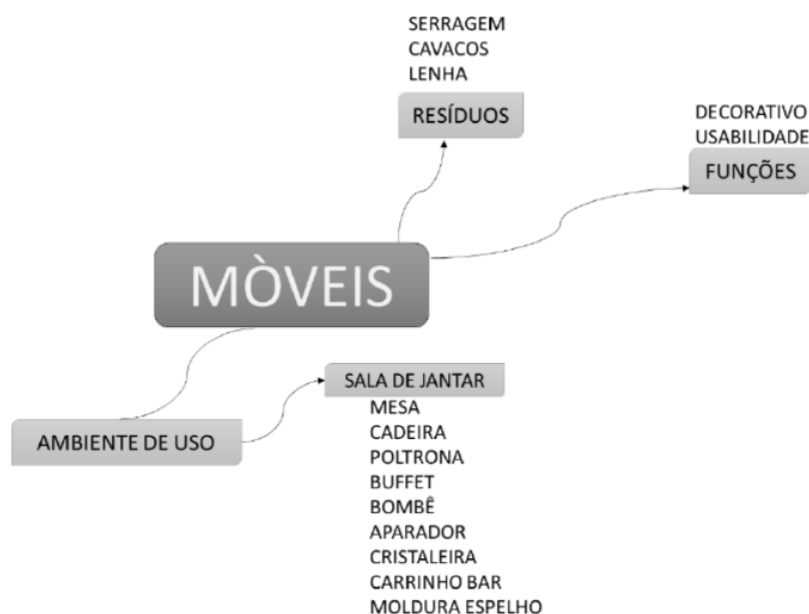 SERRAGEM
CAVACOS
LENHA
RESÍDUOS
DECORATIVO
USABILIDADE
FUNÇÕES
MÒVEIS
SALA DE JANTAR
AMBIENTE DE USO
MESA
CADEIRA
POLTRONA
BUFFET
BOMBÊ
APARADOR
CRISTALEIRA
CARRINHO BAR
MOLDURA ESPELHO